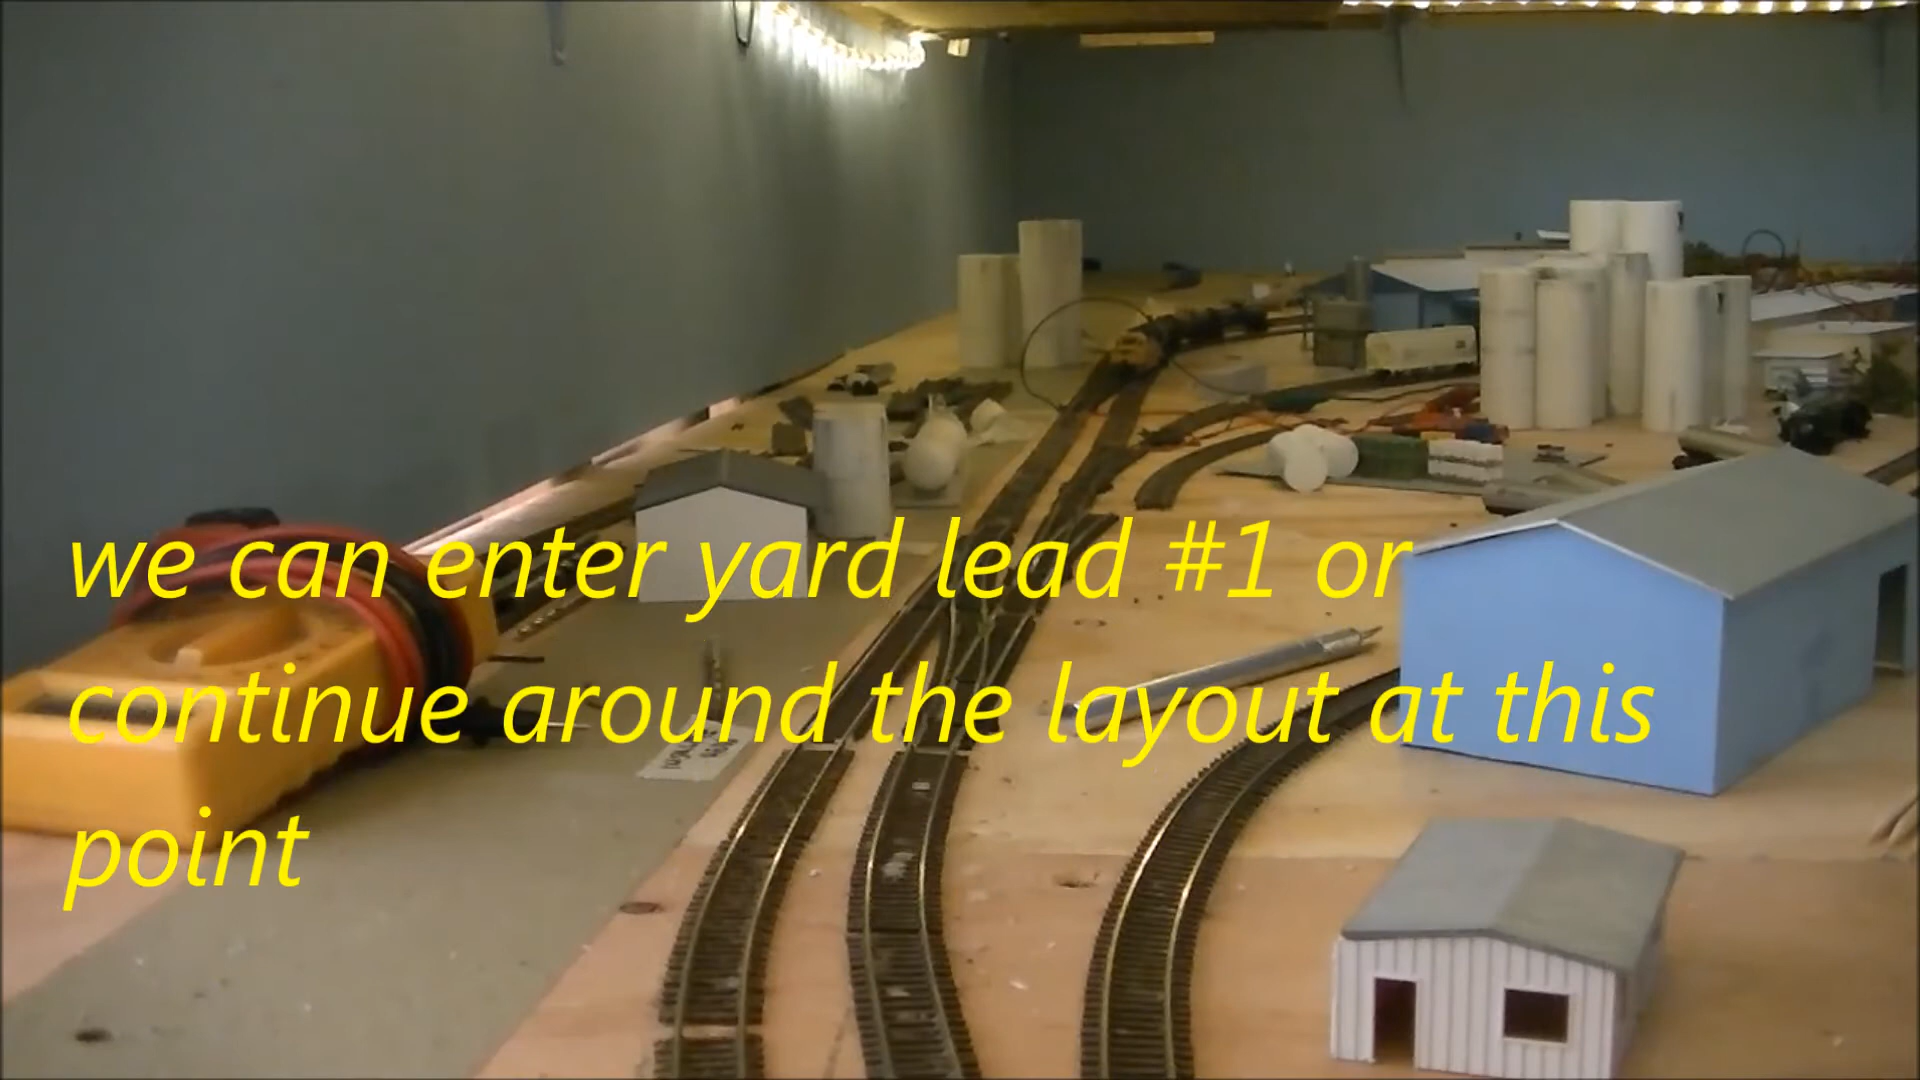 we can enter yard lead #1 or
continue around the layout at this
point